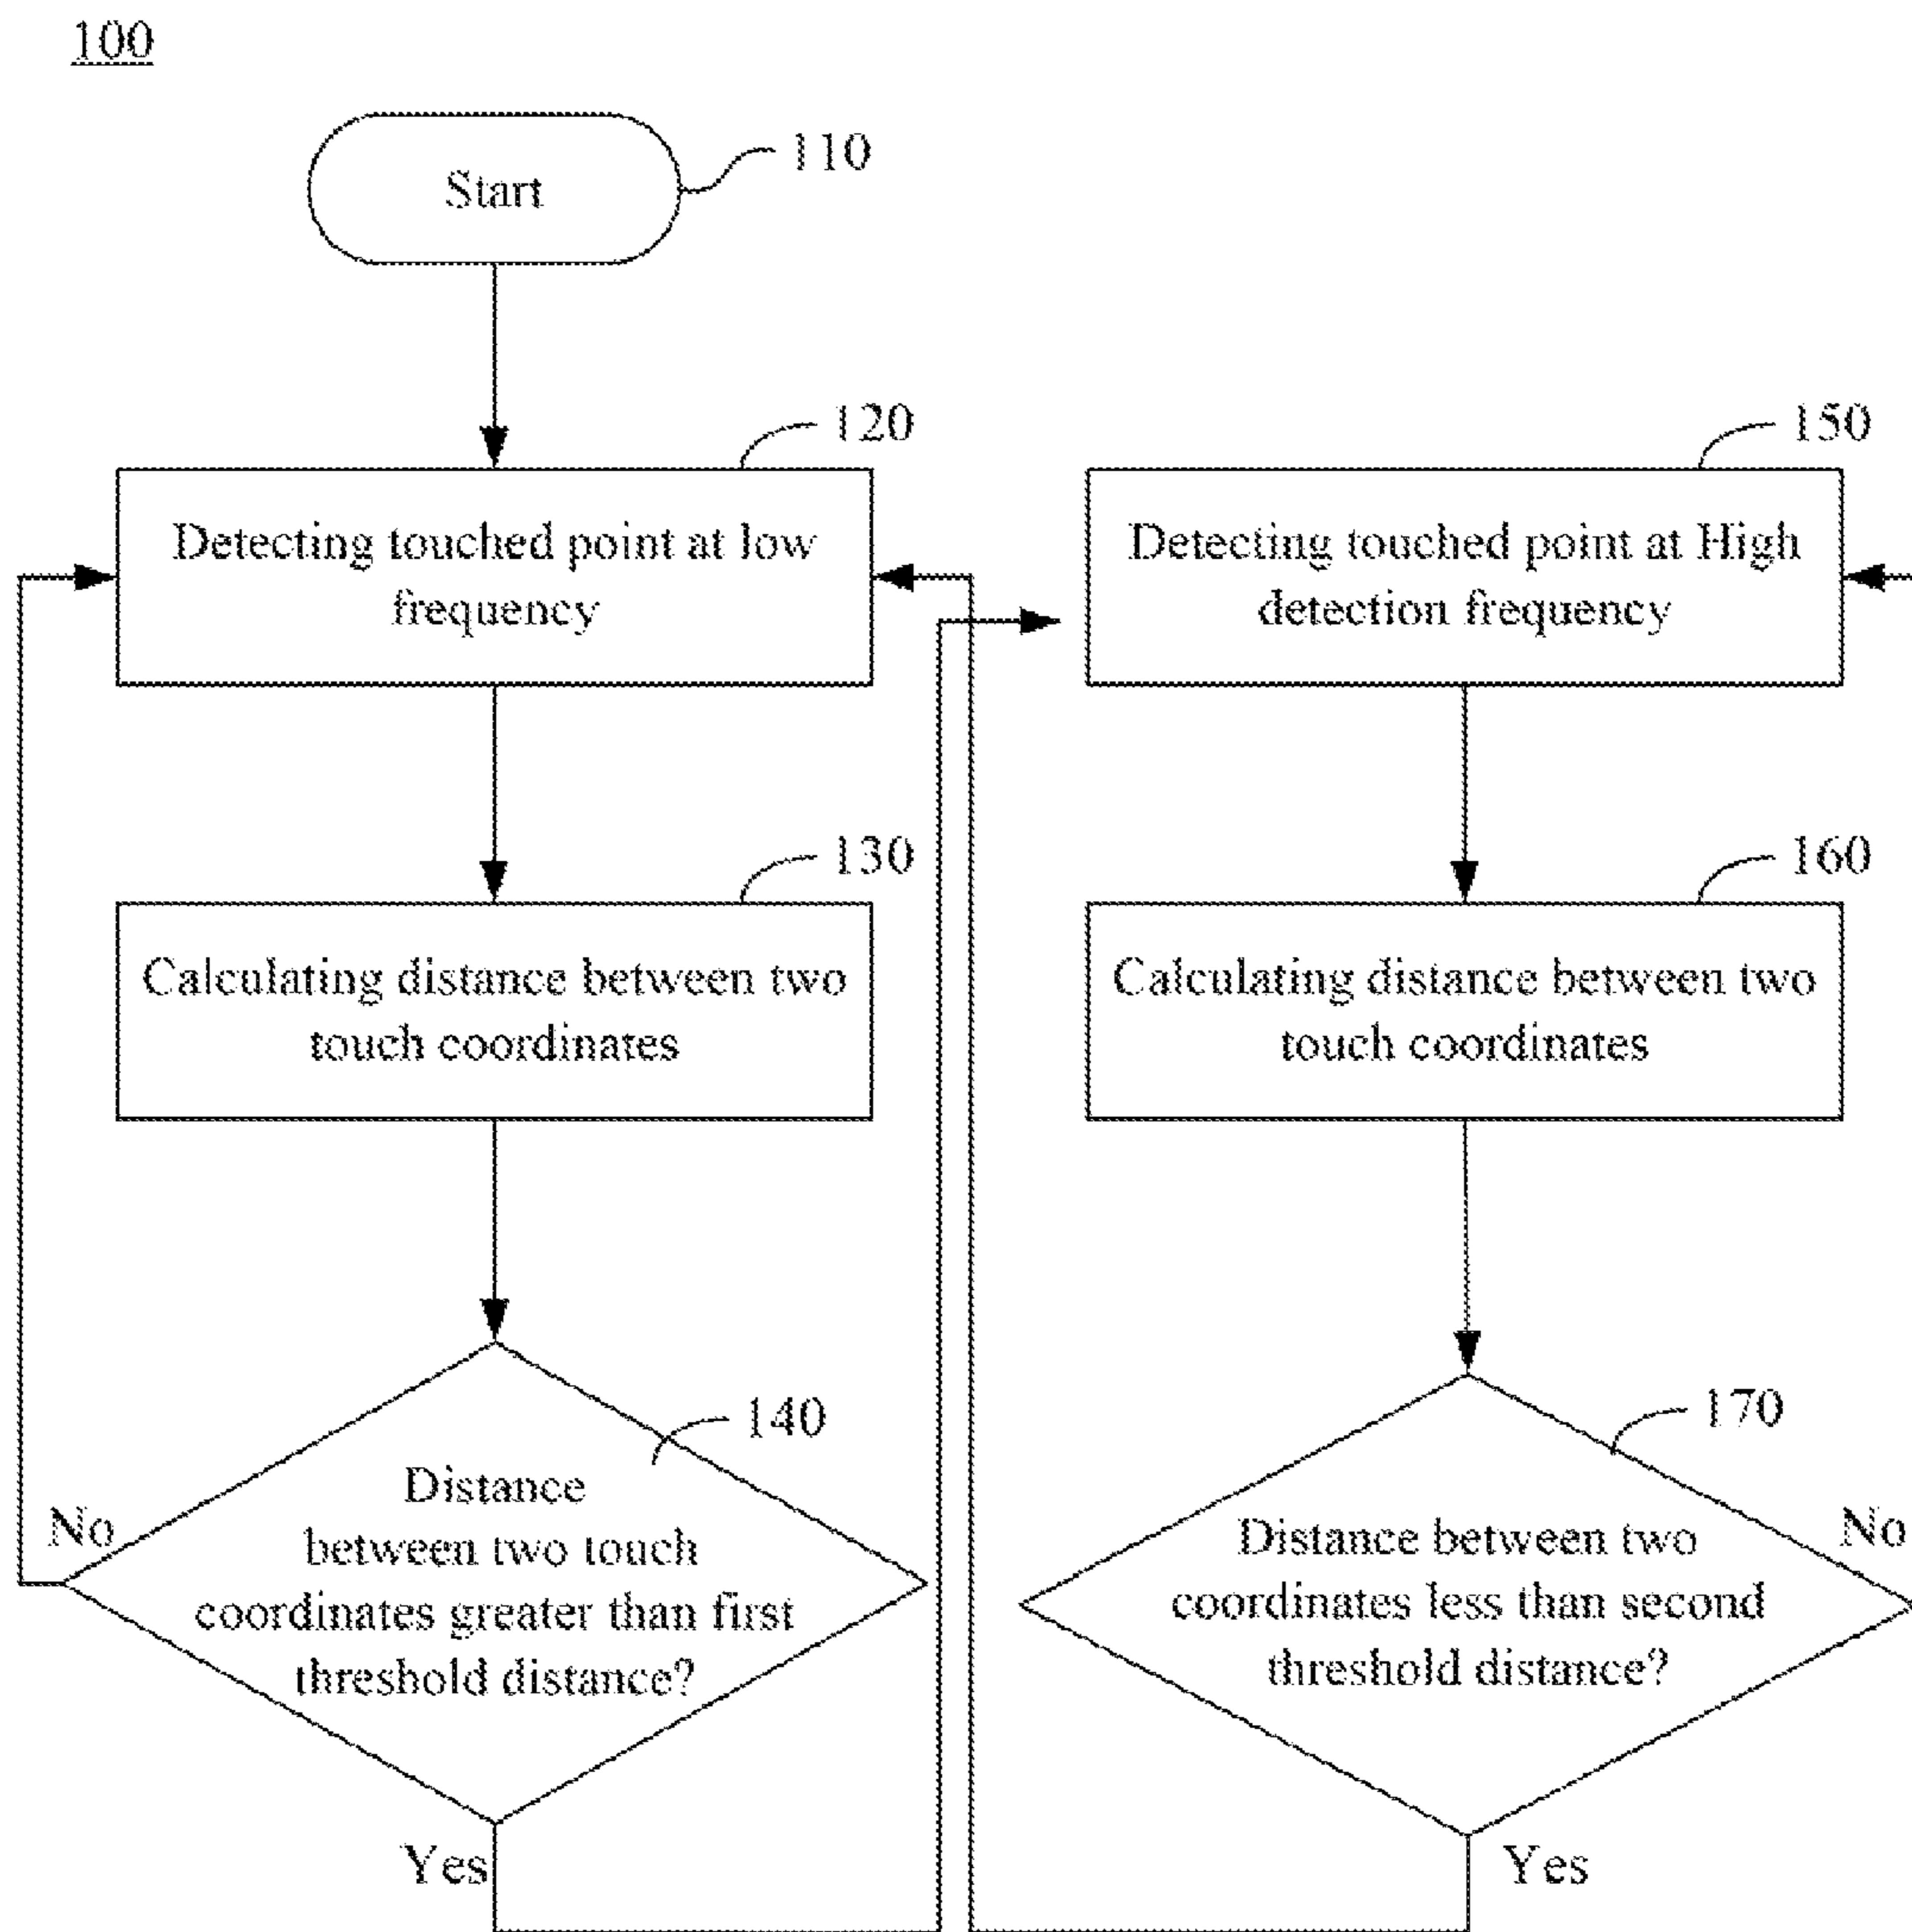 100
Start
110
120
Detecting touched point at low
frequency
130
Calculating distance between two
touch coordinates
140
Distance
between two touch
coordinates greater than first
threshold distance?
No
Yes
150
Detecting touched point at High
detection frequency
160
Calculating distance between two
touch coordinates
170
Distance between two
coordinates less than second
threshold distance?
No
Yes